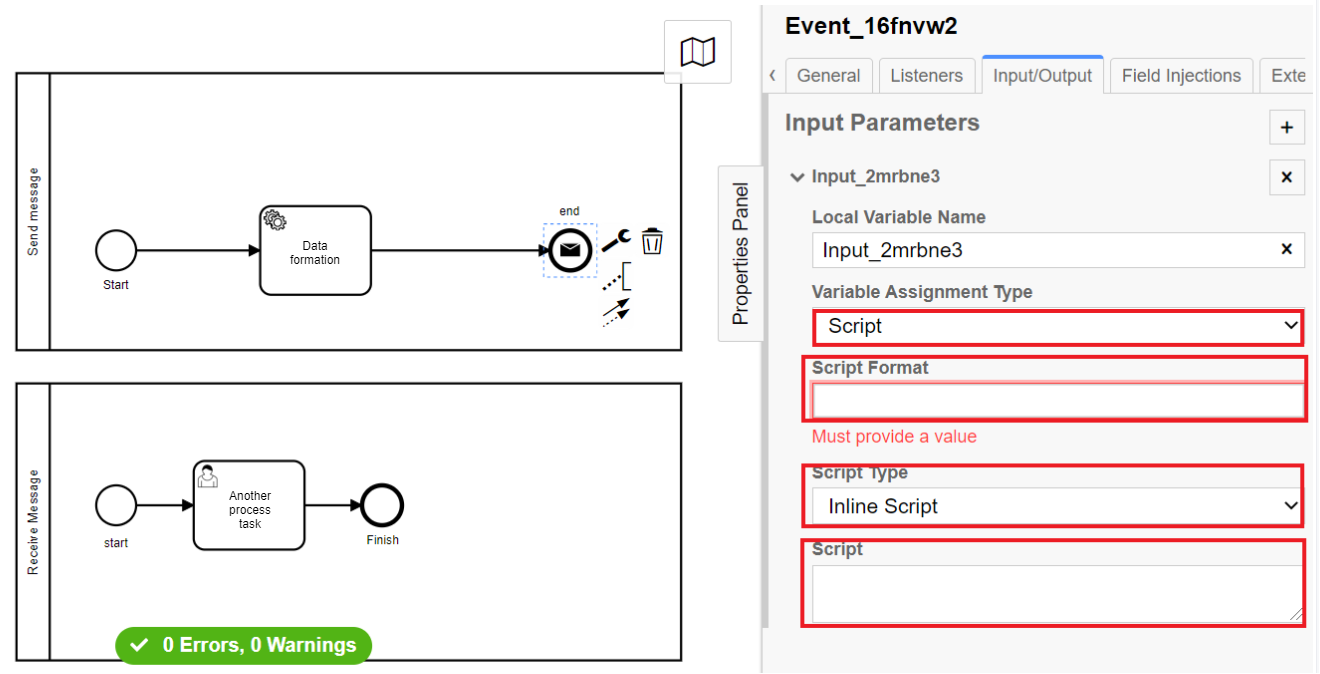 Send message
Start
Data
formation
end
Receive Message
start
Another
process
task
Finish
0 Errors, 0 Warnings
Properties Panel
Event_16fnvw2
General
Listeners
Input/Output
Field Injections
Exte
Input Parameters
+
Input_2mrbne3
Local Variable Name
Input_2mrbne3
Variable Assignment Type
Script
Script Format
Must provide a value
Script Type
Inline Script
Script